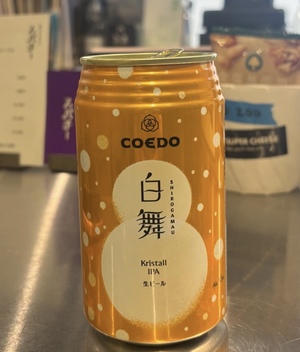 COEDO
白舞
SHIROGAMAU
Kristall
IPA
生ビール